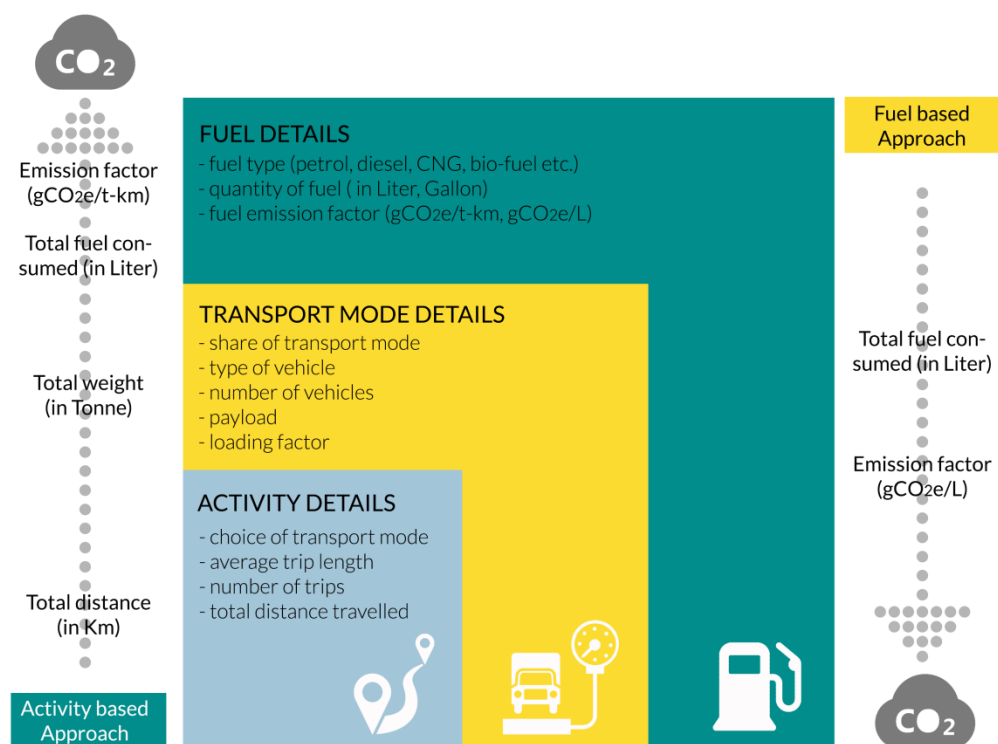 CO2
Emission factor
(gCO2e/t-km)
Total fuel con-
sumed (in Liter)
Total weight
(in Tonne)
Total distance
(in Km)
Activity based
Approach
FUEL DETAILS
- fuel type (petrol, diesel, CNG, bio-fuel etc.)
- quantity of fuel ( in Liter, Gallon)
- fuel emission factor (gCO2e/t-km, gCO2e/L)
TRANSPORT MODE DETAILS
- share of transport mode
- type of vehicle
- number of vehicles
- payload
- loading factor
ACTIVITY DETAILS
- choice of transport mode
- average trip length
- number of trips
- total distance travelled
Fuel based
Approach
Total fuel con-
sumed (in Liter)
Emission factor
(gCO2e/L)
CO2